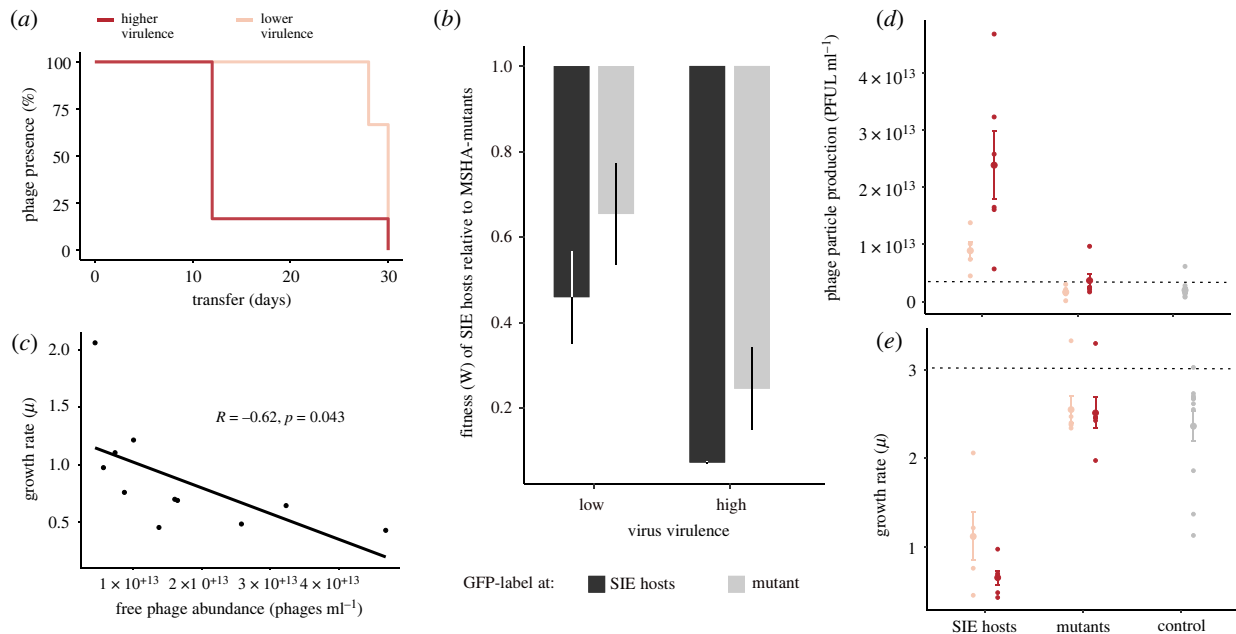 (a)
higher virulence
lower virulence
phage presence (%)
100
75
50
25
0
0 10 20 30
transfer (days)
(b)
fitness (W) of SIE hosts relative to MSHA-mutants
1.0
0.8
0.6
0.4
0.2
low high
virus virulence
GFP-label at: SIE hosts mutant
(c)
growth rate (μ)
2.0
1.5
1.0
0.5
R = –0.62, p = 0.043
1 × 10⁺¹³ 2 × 10⁺¹³ 3 × 10⁺¹³ 4 × 10⁺¹³
free phage abundance (phages ml⁻¹)
(d)
phage particle production (PFUL ml⁻¹)
4 × 10¹³
3 × 10¹³
2 × 10¹³
1 × 10¹³
0
(e)
growth rate (μ)
3
2
1
SIE hosts mutants control